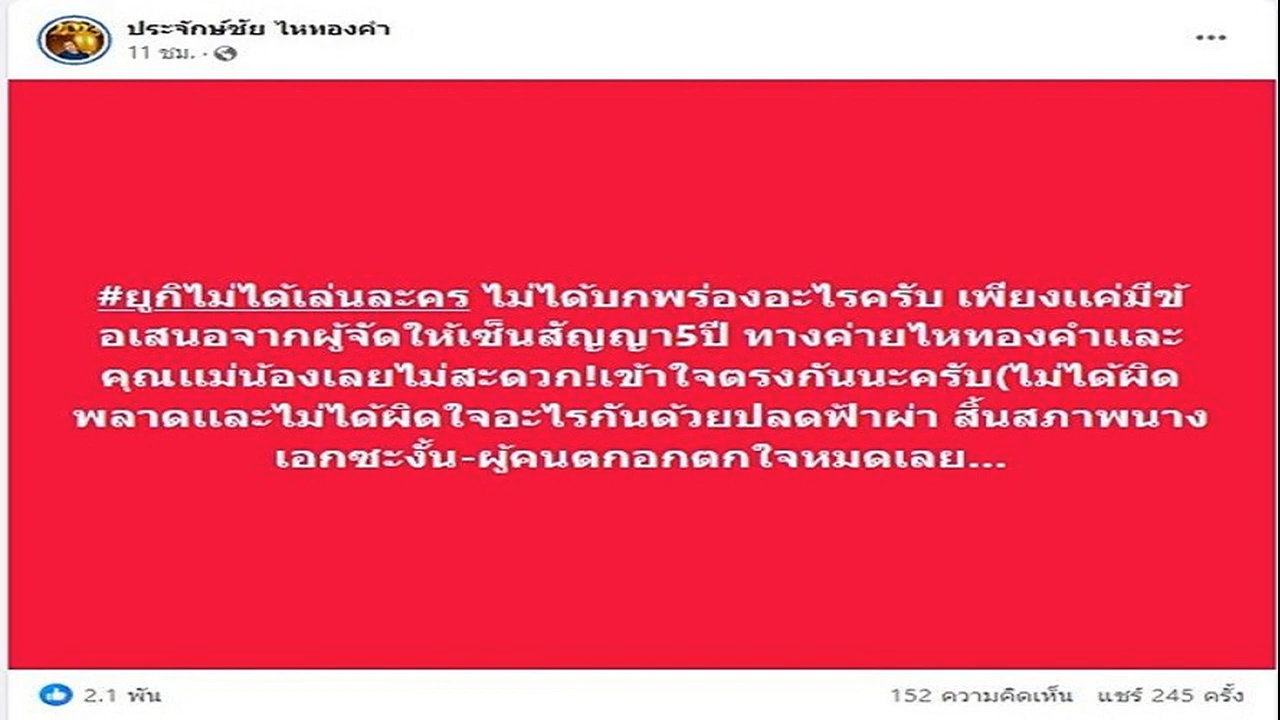 ประจักษ์ชัย ไหทองคำ
11 ชม. ·
#ยูกิไม่ได้เล่นละคร ไม่ได้บกพร่องอะไรครับ เพียงแค่มีข้
อเสนอจากผู้จัดให้เซ็นสัญญา5ปี ทางค่ายไหทองคำและ
คุณแม่น้องเลยไม่สะดวก!เข้าใจตรงกันนะครับ(ไม่ได้ผิด
พลาดและไม่ได้ผิดใจอะไรกันด้วยปลดฟ้าผ่า สิ้นสภาพนาง
เอกซะงั้น-ผู้คนตกอกตกใจหมดเลย...
2.1 พัน 152 ความคิดเห็น แชร์ 245 ครั้ง